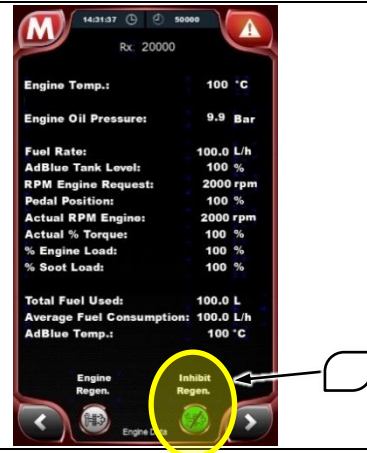 M 14:31:37 50000
Rx: 20000
Engine Temp.: 100 °C
Engine Oil Pressure: 9.9 Bar
Fuel Rate: 100.0 L/h
AdBlue Tank Level: 100 %
RPM Engine Request: 2000 rpm
Pedal Position: 100 %
Actual RPM Engine: 2000 rpm
Actual % Torque: 100 %
% Engine Load: 100 %
% Soot Load: 100 %
Total Fuel Used: 100.0 L
Average Fuel Consumption: 100.0 L/h
AdBlue Temp.: 100 °C
Engine Inhibit
Regen. Regen.
Engine Data